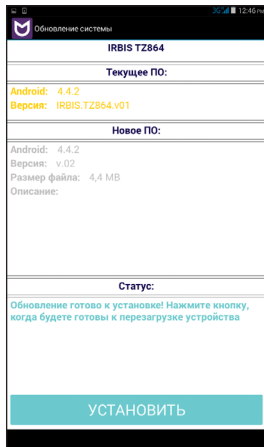 3G 12:46 PM
Обновление системы
IRBIS TZ864
Текущее ПО:
Android: 4.4.2
Версия: IRBIS.TZ864.v01
Новое ПО:
Android: 4.4.2
Версия: v.02
Размер файла: 4,4 MB
Описание:
Статус:
Обновление готово к установке! Нажмите кнопку,
когда будете готовы к перезагрузке устройства
УСТАНОВИТЬ